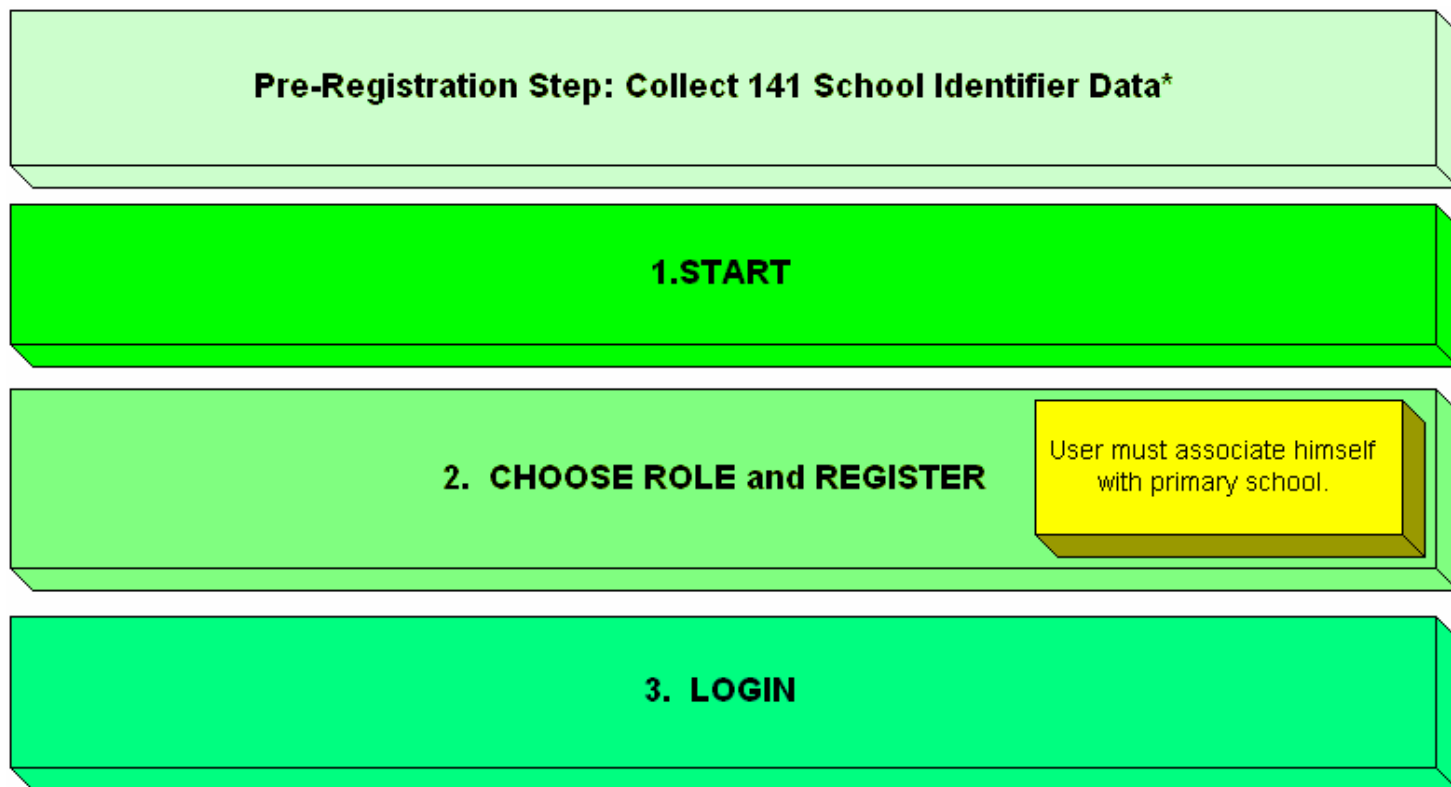 Pre-Registration Step: Collect 141 School Identifier Data*
1.START
2. CHOOSE ROLE and REGISTER
User must associate himself
with primary school.
3. LOGIN